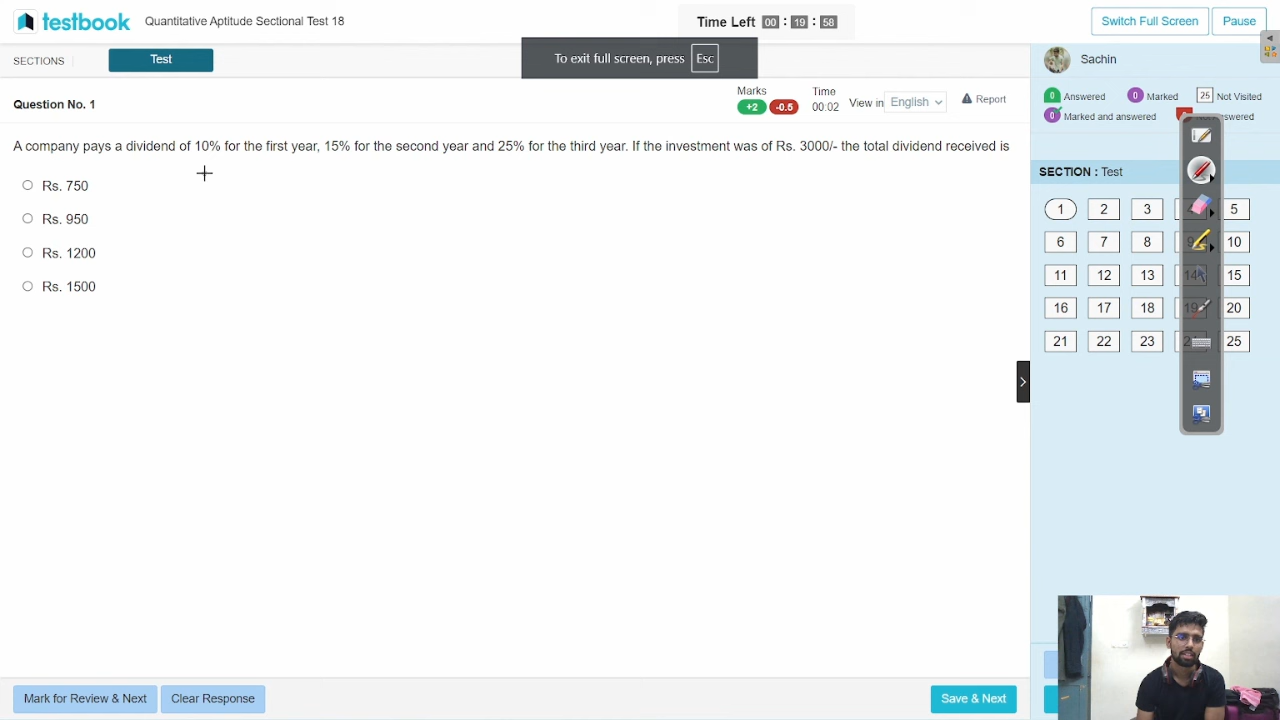 testbook
Quantitative Aptitude Sectional Test 18
Time Left 00 : 19 : 58
Switch Full Screen
Pause
To exit full screen, press Esc
SECTIONS
Test
Sachin
Question No. 1
Marks
+2 -0.5
Time
00:02
View in English
Report
0 Answered
0 Marked
25 Not Visited
0 Marked and answered
A company pays a dividend of 10% for the first year, 15% for the second year and 25% for the third year. If the investment was of Rs. 3000/- the total dividend received is
Rs. 750
Rs. 950
Rs. 1200
Rs. 1500
SECTION : Test
1 2 3 5
6 7 8 9 10
11 12 13 14 15
16 17 18 19 20
21 22 23 25
Mark for Review & Next
Clear Response
Save & Next